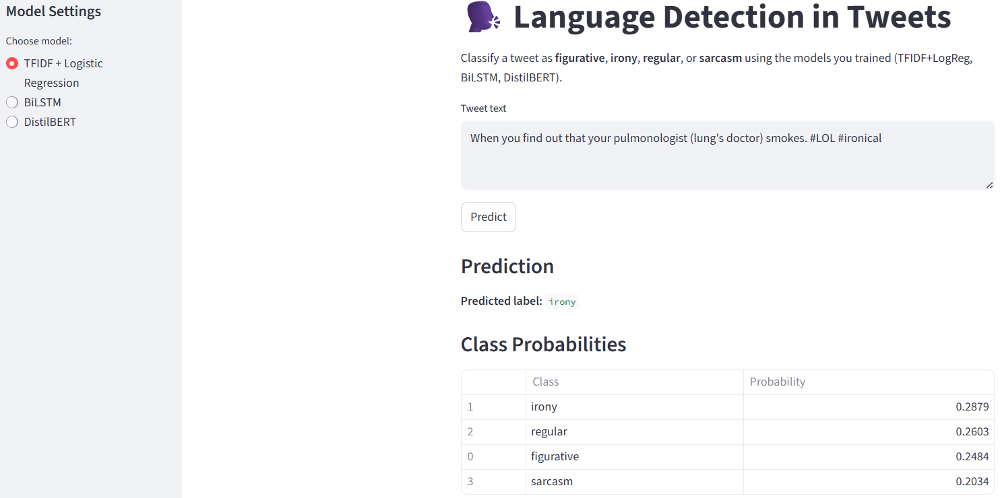 Model Settings
Choose model:
TFIDF + Logistic
Regression
BiLSTM
DistilBERT
Language Detection in Tweets
Classify a tweet as figurative, irony, regular, or sarcasm using the models you trained (TFIDF+LogReg,
BiLSTM, DistilBERT).
Tweet text
When you find out that your pulmonologist (lung's doctor) smokes. #LOL #ironical
Predict
Prediction
Predicted label: irony
Class Probabilities
Class Probability
1 irony 0.2879
2 regular 0.2603
0 figurative 0.2484
3 sarcasm 0.2034